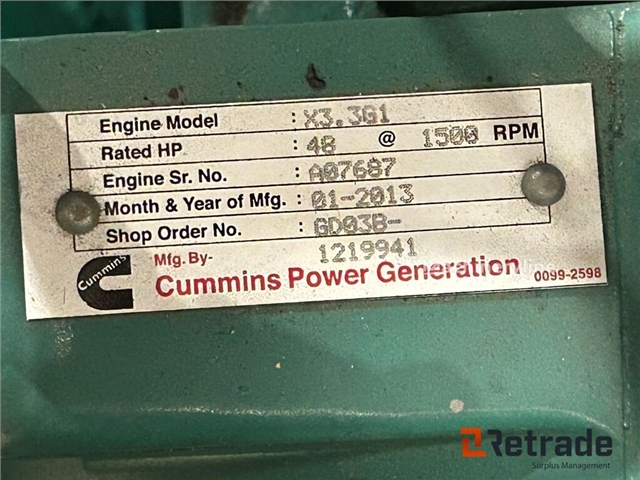 Engine Model : X3.3G1
Rated HP : 48 @ 1500 RPM
Engine Sr. No. : A07687
Month & Year of Mfg. : 01-2013
Shop Order No. : GD03B-
1219941
Cummins
Mfg. By-
Cummins Power Generation 0099-2598
Retrade
Surplus Management